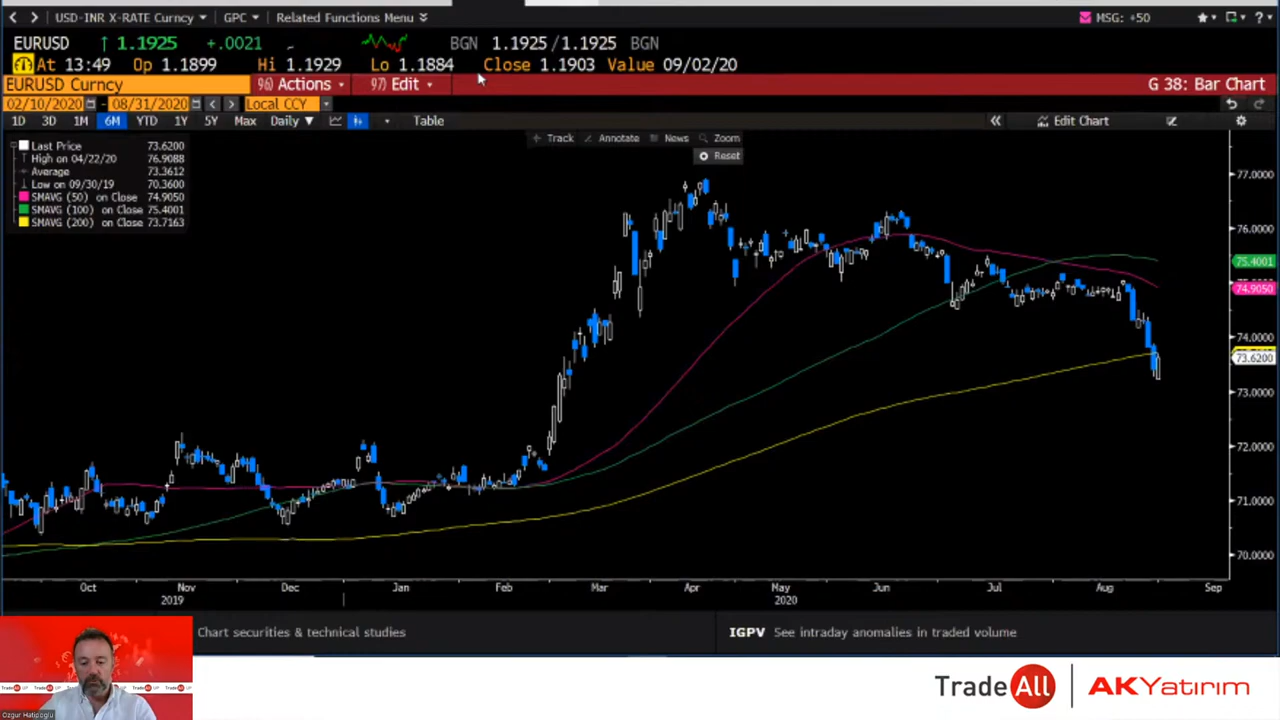 USD-INR X-RATE Curncy GPC Related Functions Menu MSG: +50
EURUSD ↑ 1.1925 +.0021 BGN 1.1925/1.1925 BGN
At 13:49 Op 1.1899 Hi 1.1929 Lo 1.1884 Close 1.1903 Value 09/02/20
EURUSD Curncy 96) Actions 97) Edit G 38: Bar Chart
02/10/2020 - 08/31/2020 Local CCY
1D 3D 1M 6M YTD 1Y 5Y Max Daily ▼ Table « Edit Chart
Track Annotate News Zoom
Reset
Last Price 73.6200
High on 04/22/20 76.9088
Average 73.3612
Low on 09/30/19 70.3600
SMAVG (50) on Close 74.9050
SMAVG (100) on Close 75.4001
SMAVG (200) on Close 73.7163
77.0000
76.0000
75.4001
74.9050
74.0000
73.6200
73.0000
72.0000
71.0000
70.0000
Oct Nov Dec Jan Feb Mar Apr May Jun Jul Aug Sep
2019 2020
Chart securities & technical studies IGPV See intraday anomalies in traded volume
TradeAll AKYatırım
Ozgur Hatipoglu